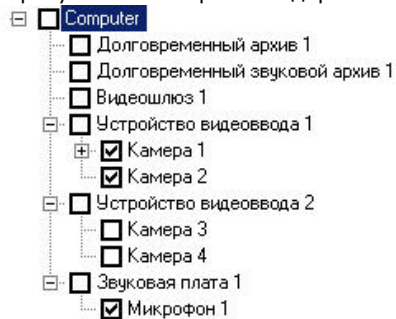 Computer
Долговременный архив 1
Долговременный звуковой архив 1
Видеошлюз 1
Устройство видеоввода 1
Камера 1
Камера 2
Устройство видеоввода 2
Камера 3
Камера 4
Звуковая плата 1
Микрофон 1